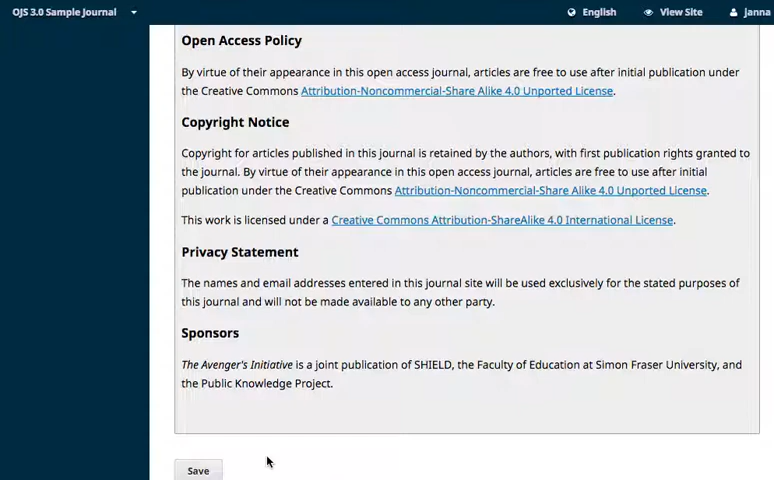 OJS 3.0 Sample Journal English View Site janna
Open Access Policy
By virtue of their appearance in this open access journal, articles are free to use after initial publication under
the Creative Commons Attribution-Noncommercial-Share Alike 4.0 Unported License.
Copyright Notice
Copyright for articles published in this journal is retained by the authors, with first publication rights granted to
the journal. By virtue of their appearance in this open access journal, articles are free to use after initial
publication under the Creative Commons Attribution-Noncommercial-Share Alike 4.0 Unported License.
This work is licensed under a Creative Commons Attribution-ShareAlike 4.0 International License.
Privacy Statement
The names and email addresses entered in this journal site will be used exclusively for the stated purposes of
this journal and will not be made available to any other party.
Sponsors
The Avenger's Initiative is a joint publication of SHIELD, the Faculty of Education at Simon Fraser University, and
the Public Knowledge Project.
Save